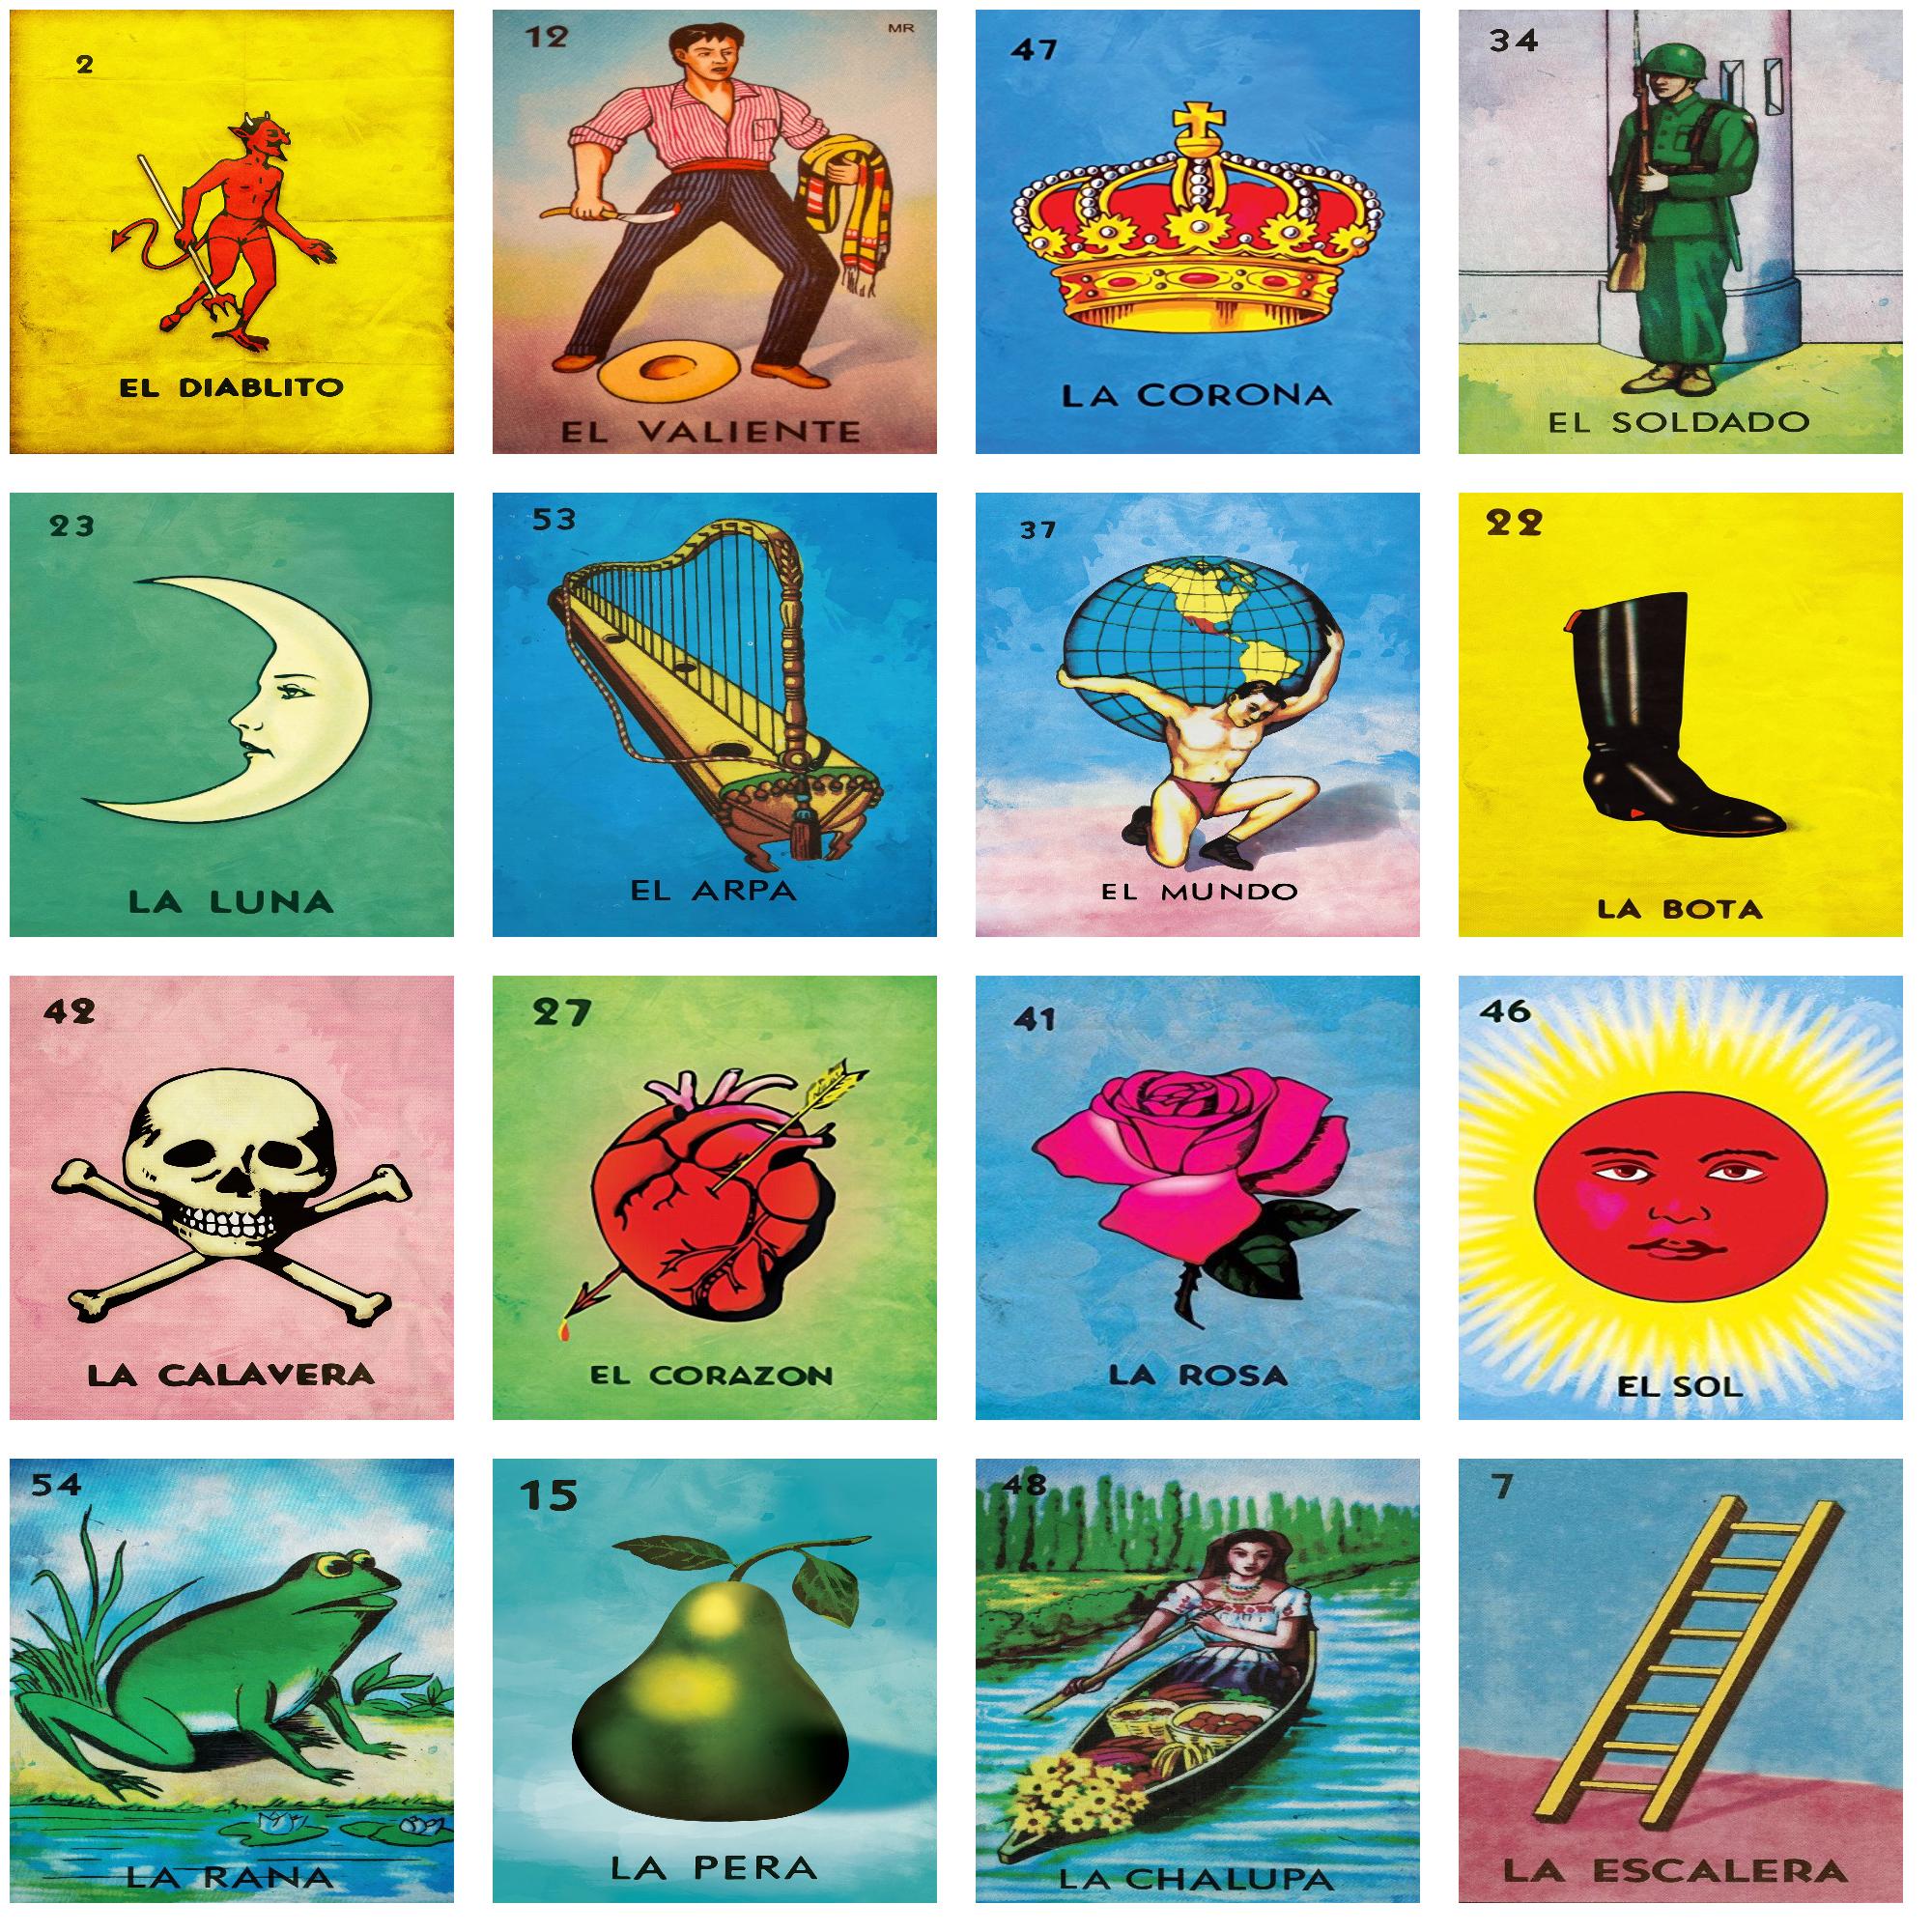 2
EL DIABLITO
12
MR
EL VALIENTE
47
LA CORONA
34
EL SOLDADO
23
LA LUNA
53
EL ARPA
37
EL MUNDO
22
LA BOTA
42
LA CALAVERA
27
EL CORAZON
41
LA ROSA
46
EL SOL
54
LA RANA
15
LA PERA
48
LA CHALUPA
7
LA ESCALERA